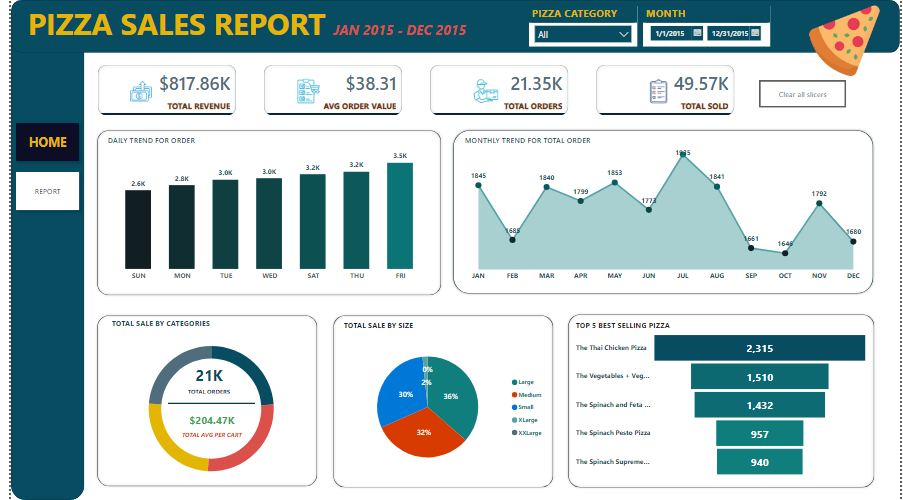 PIZZA SALES REPORT JAN 2015 - DEC 2015
PIZZA CATEGORY
All
MONTH
1/1/2015 12/31/2015
$817.86K
TOTAL REVENUE
$38.31
AVG ORDER VALUE
21.35K
TOTAL ORDERS
49.57K
TOTAL SOLD
Clear all slicers
HOME
REPORT
DAILY TREND FOR ORDER
2.6K 2.8K 3.0K 3.0K 3.2K 3.2K 3.5K
SUN MON TUE WED SAT THU FRI
MONTHLY TREND FOR TOTAL ORDER
1845 1685 1840 1799 1853 1773 1935 1841 1661 1646 1792 1680
JAN FEB MAR APR MAY JUN JUL AUG SEP OCT NOV DEC
TOTAL SALE BY CATEGORIES
21K
TOTAL ORDERS
$204.47K
TOTAL AVG PER CART
TOTAL SALE BY SIZE
0%
2%
30% 36%
32%
Large
Medium
Small
XLarge
XXLarge
TOP 5 BEST SELLING PIZZA
The Thai Chicken Pizza 2,315
The Vegetables + Veg... 1,510
The Spinach and Feta ... 1,432
The Spinach Pesto Pizza 957
The Spinach Supreme... 940